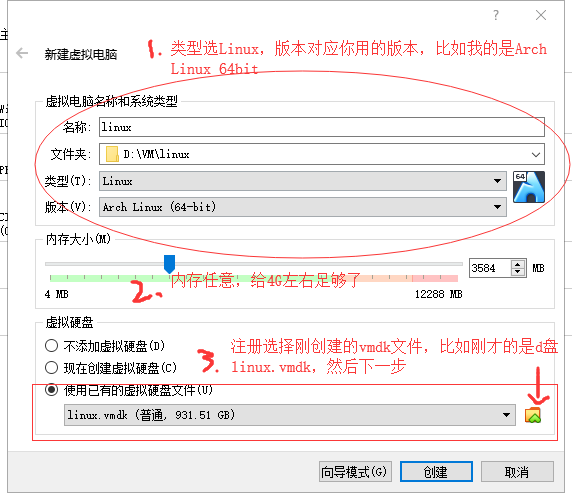 ?
主
新建虚拟电脑
1. 类型选Linux，版本对应你用的版本，比如我的是Arch
Linux 64bit
虚拟电脑名称和系统类型
名称: linux
文件夹: D:\VM\linux
类型(T): Linux
64
版本(V): Arch Linux (64-bit)
内存大小(M)
3584 MB
2、内存任意，给4G左右足够了
4 MB 12288 MB
虚拟硬盘
不添加虚拟硬盘(D)
3. 注册选择刚创建的vmdk文件，比如刚才的是d盘
现在创建虚拟硬盘(C)
linux.vmdk，然后下一步
使用已有的虚拟硬盘文件(U)
linux.vmdk (普通, 931.51 GB)
向导模式(G) 创建 取消